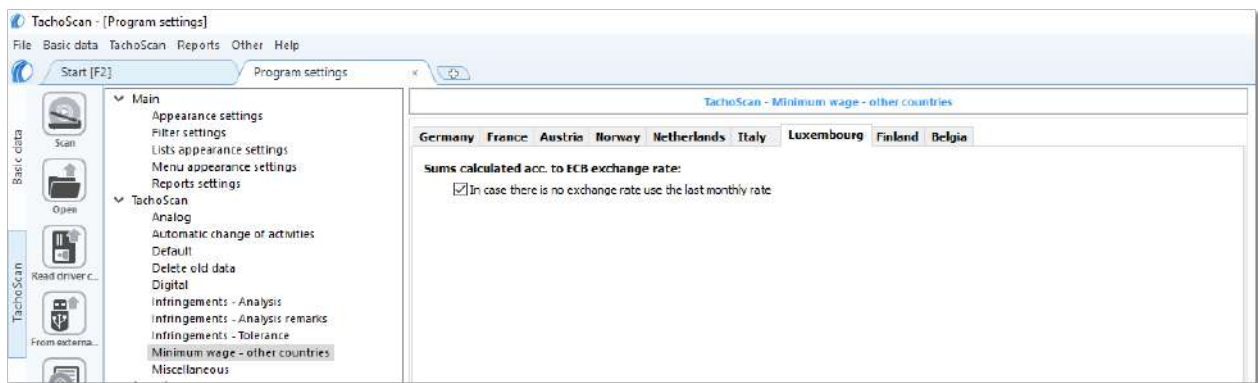 TachoScan - [Program settings]
File Basic data TachoScan Reports Other Help
Start [F2]
Program settings
Basic data
TachoScan
Scan
Open
Read driver c...
From externa...
Main
Appearance settings
Filter settings
Lists appearance settings
Menu appearance settings
Reports settings
TachoScan
Analog
Automatic change of activities
Default
Delete old data
Digital
Infringements - Analysis
Infringements - Analysis remarks
Infringements - Tolerance
Minimum wage - other countries
Miscellaneous
TachoScan - Minimum wage - other countries
Germany France Austria Norway Netherlands Italy Luxembourg Finland Belgia
Sums calculated acc. to ECB exchange rate:
In case there is no exchange rate use the last monthly rate